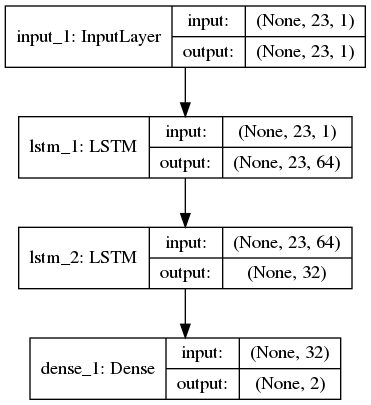 input_1: InputLayer
input: (None, 23, 1)
output: (None, 23, 1)
lstm_1: LSTM
input: (None, 23, 1)
output: (None, 23, 64)
lstm_2: LSTM
input: (None, 23, 64)
output: (None, 32)
dense_1: Dense
input: (None, 32)
output: (None, 2)